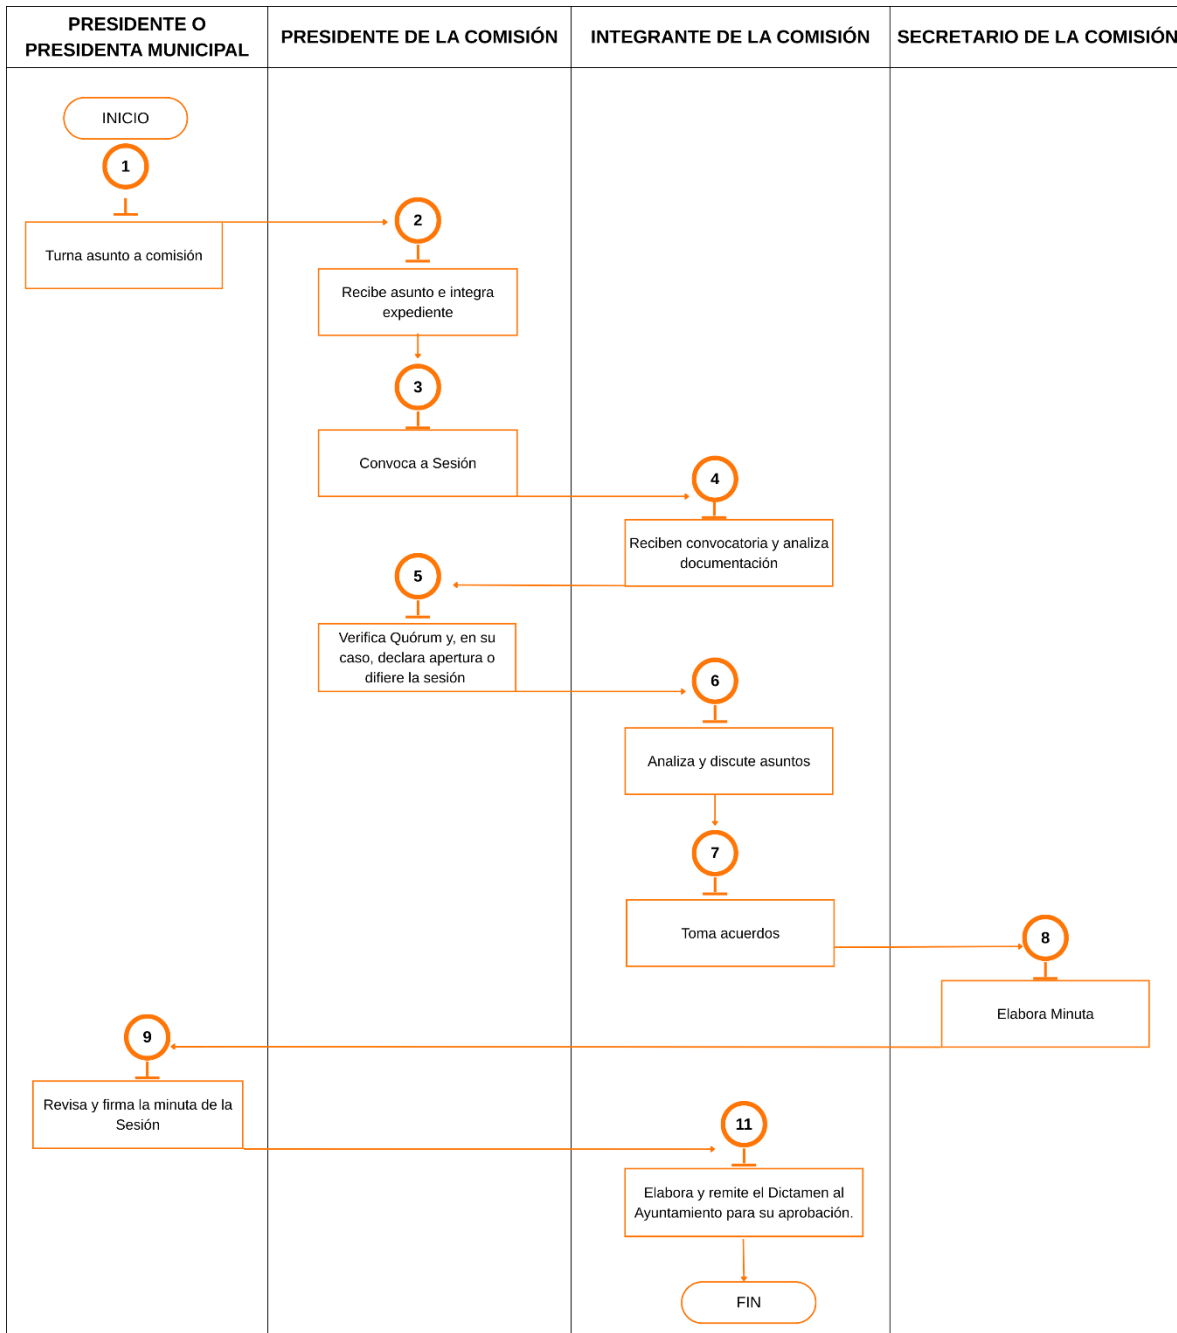 PRESIDENTE O
PRESIDENTA MUNICIPAL
PRESIDENTE DE LA COMISIÓN
INTEGRANTE DE LA COMISIÓN
SECRETARIO DE LA COMISIÓN
INICIO
1
Turna asunto a comisión
2
Recibe asunto e integra
expediente
3
Convoca a Sesión
4
Reciben convocatoria y analiza
documentación
5
Verifica Quórum y, en su
caso, declara apertura o
difiere la sesión
6
Analiza y discute asuntos
7
Toma acuerdos
8
Elabora Minuta
9
Revisa y firma la minuta de la
Sesión
11
Elabora y remite el Dictamen al
Ayuntamiento para su aprobación.
FIN